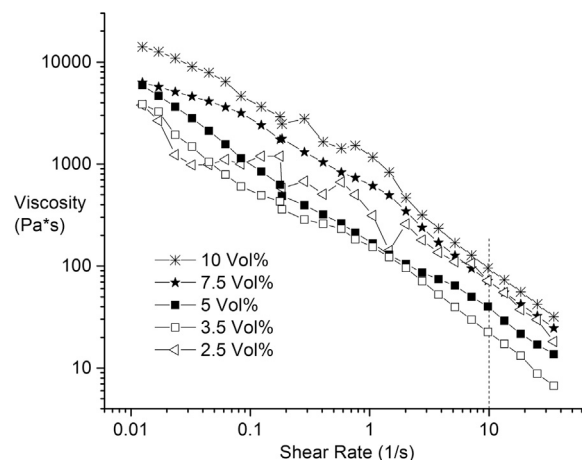 10000
1000
Viscosity
(Pa*s)
100
10
10 Vol%
7.5 Vol%
5 Vol%
3.5 Vol%
2.5 Vol%
0.01
0.1
1
10
Shear Rate (1/s)